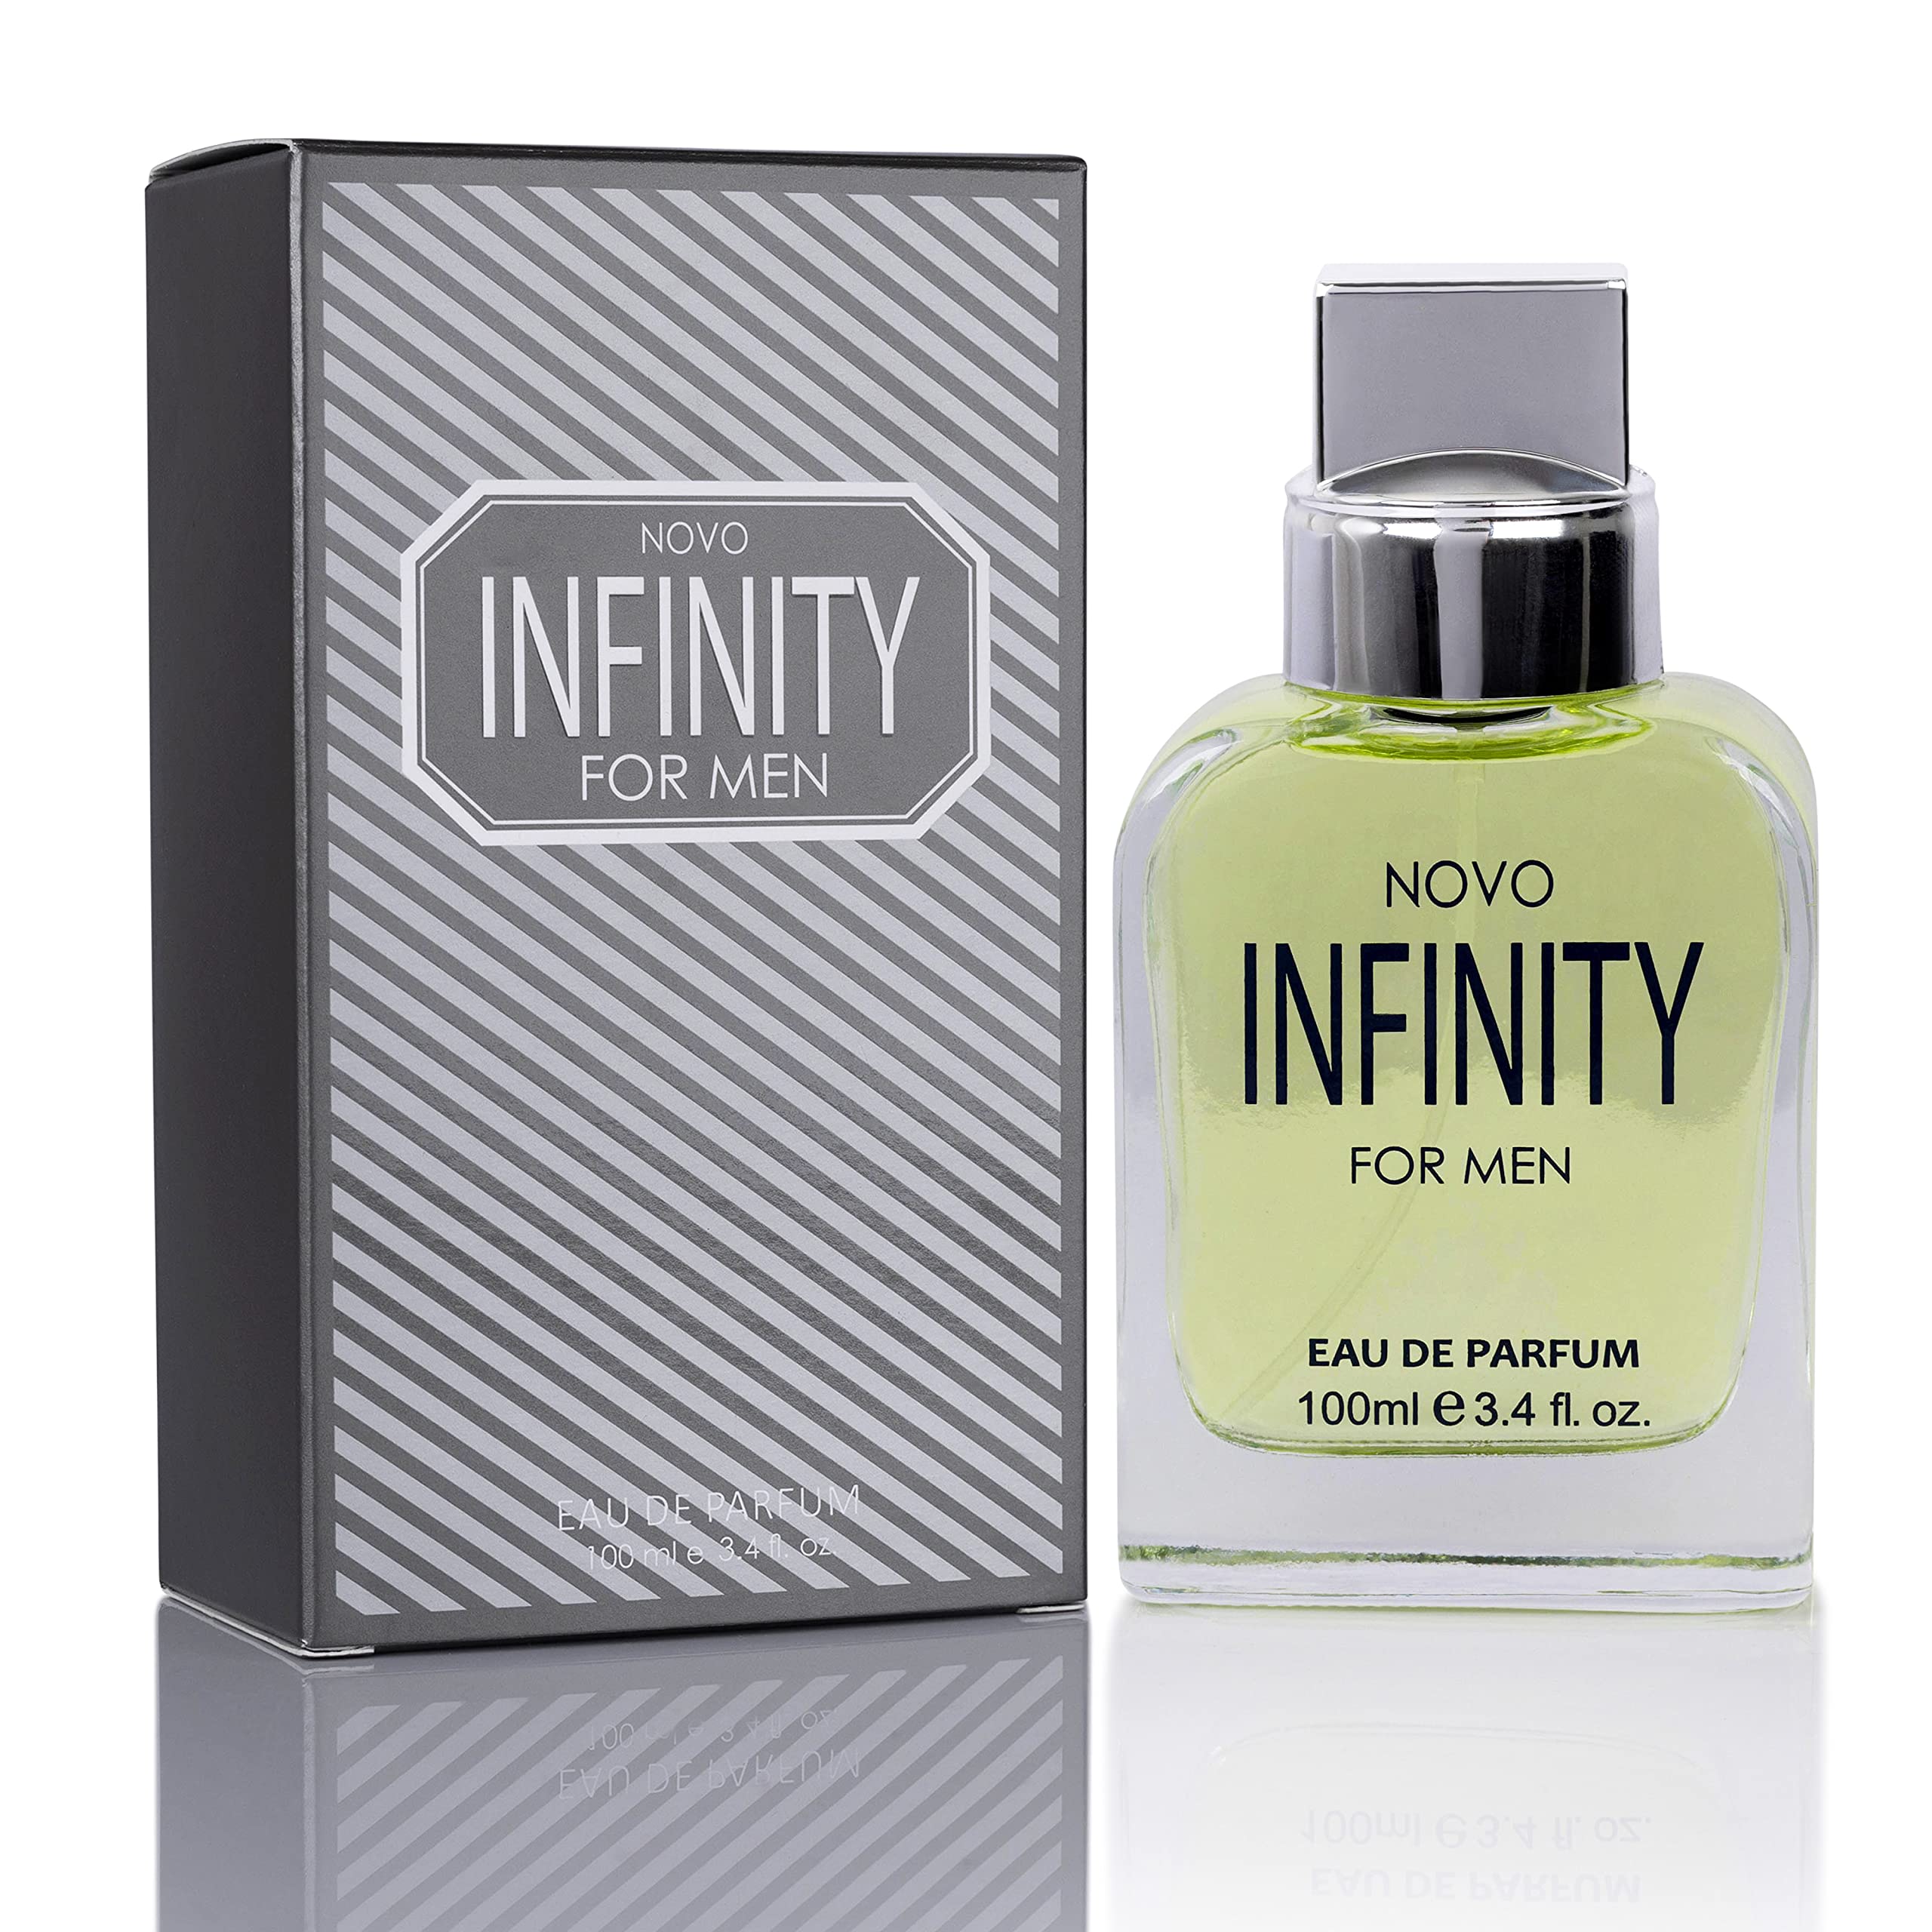 NOVO
INFINITY
FOR MEN
EAU DE PARFUM
100 ml e 3.4 fl. oz.
NOVO
INFINITY
FOR MEN
EAU DE PARFUM
100ml e 3.4 fl. oz.